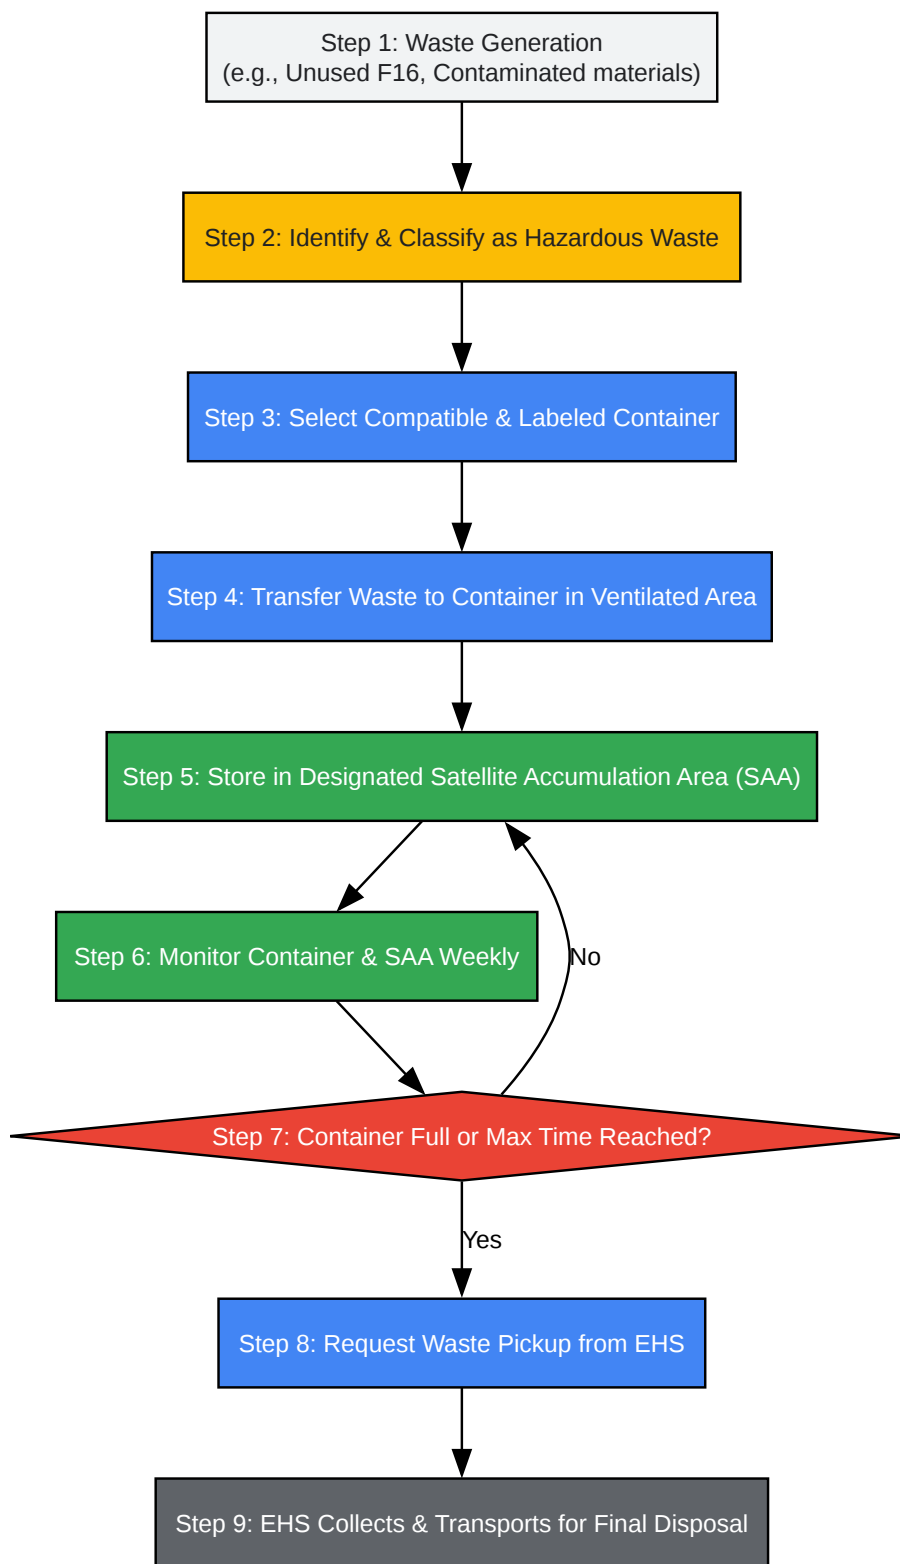 Step 1: Waste Generation
(e.g., Unused F16, Contaminated materials)
Step 2: Identify & Classify as Hazardous Waste
Step 3: Select Compatible & Labeled Container
Step 4: Transfer Waste to Container in Ventilated Area
Step 5: Store in Designated Satellite Accumulation Area (SAA)
Step 6: Monitor Container & SAA Weekly
No
Step 7: Container Full or Max Time Reached?
Yes
Step 8: Request Waste Pickup from EHS
Step 9: EHS Collects & Transports for Final Disposal